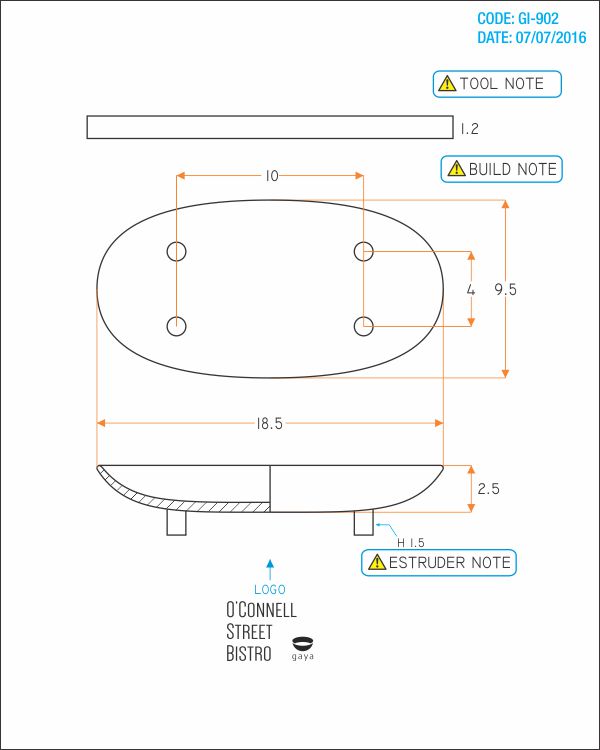 CODE: GI-902
DATE: 07/07/2016
TOOL NOTE
1.2
BUILD NOTE
10
4
9.5
18.5
2.5
H 1.5
ESTRUDER NOTE
LOGO
O'CONNELL
STREET
BISTRO
gaya